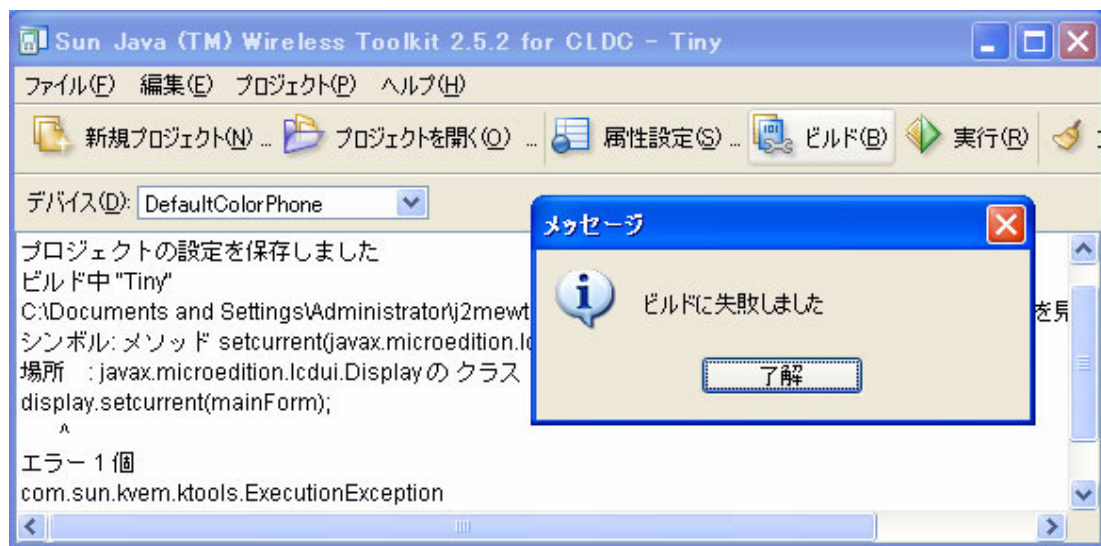 Sun Java (TM) Wireless Toolkit 2.5.2 for CLDC - Tiny
ファイル(F) 編集(E) プロジェクト(P) ヘルプ(H)
新規プロジェクト(N) ... プロジェクトを開く(O) ... 属性設定(S) ... ビルド(B) 実行(R)
デバイス(D): DefaultColorPhone
メッセージ
ビルドに失敗しました
了解
プロジェクトの設定を保存しました
ビルド中 "Tiny"
C:\Documents and Settings\Administrator\j2mewt を見
シンボル: メソッド setcurrent(javax.microedition.lc
場所 : javax.microedition.lcdui.Display の クラス
display.setcurrent(mainForm);
^
エラー 1 個
com.sun.kvem.ktools.ExecutionException